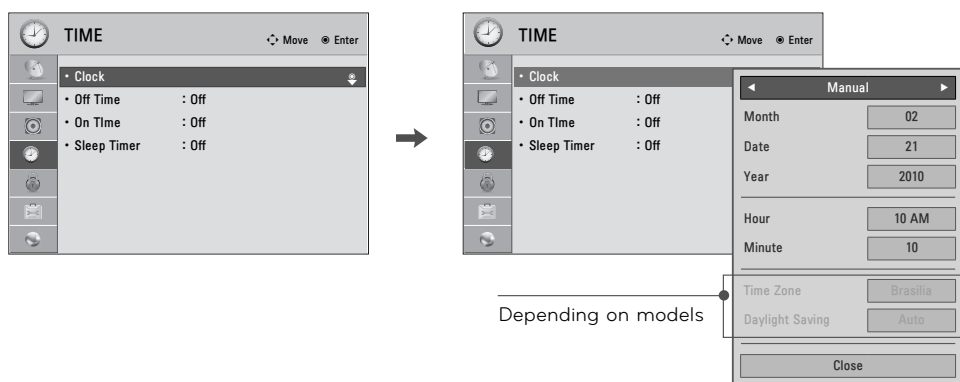 TIME
Move Enter
• Clock
• Off Time : Off
• On TIme : Off
• Sleep Timer : Off
TIME
Move Enter
• Clock
• Off Time : Off
• On TIme : Off
• Sleep Timer : Off
◄ Manual ►
Month 02
Date 21
Year 2010
Hour 10 AM
Minute 10
Time Zone Brasilia
Daylight Saving Auto
Close
Depending on models